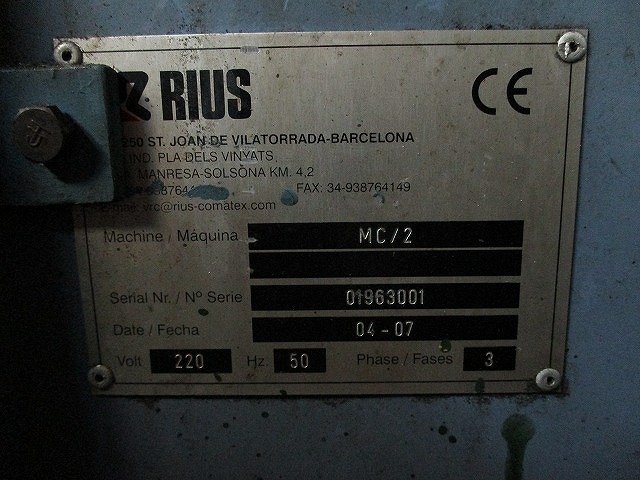 RIUS
CE
250 ST. JOAN DE VILATORRADA-BARCELONA
IND. PLA DELS VINYATS
MANRESA-SOLSONA KM. 4,2
FAX: 34-938764149
vrc@rius-comatex.com
Machine / Máquina MC/2
Serial Nr. / Nº Serie 01963001
Date / Fecha 04-07
Volt 220 Hz. 50 Phase / Fases 3